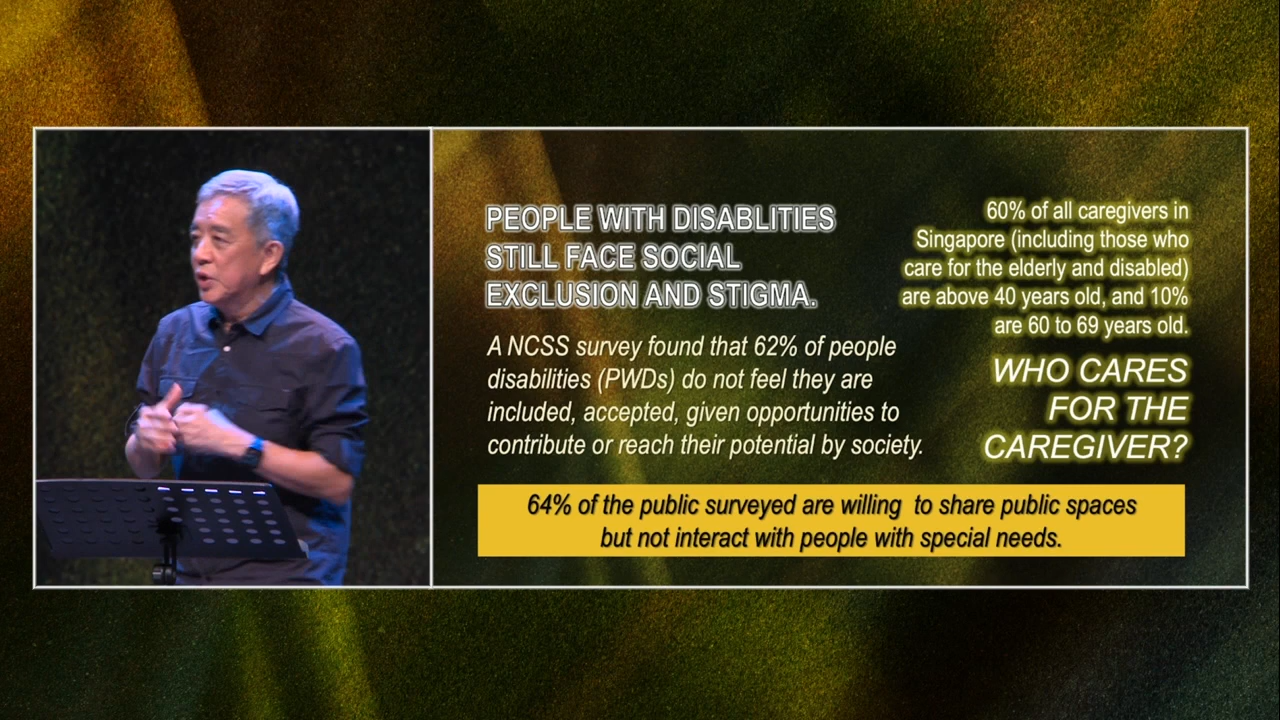 PEOPLE WITH DISABLITIES
STILL FACE SOCIAL
EXCLUSION AND STIGMA.
A NCSS survey found that 62% of people
disabilities (PWDs) do not feel they are
included, accepted, given opportunities to
contribute or reach their potential by society.
60% of all caregivers in
Singapore (including those who
care for the elderly and disabled)
are above 40 years old, and 10%
are 60 to 69 years old.
WHO CARES
FOR THE
CAREGIVER?
64% of the public surveyed are willing to share public spaces
but not interact with people with special needs.